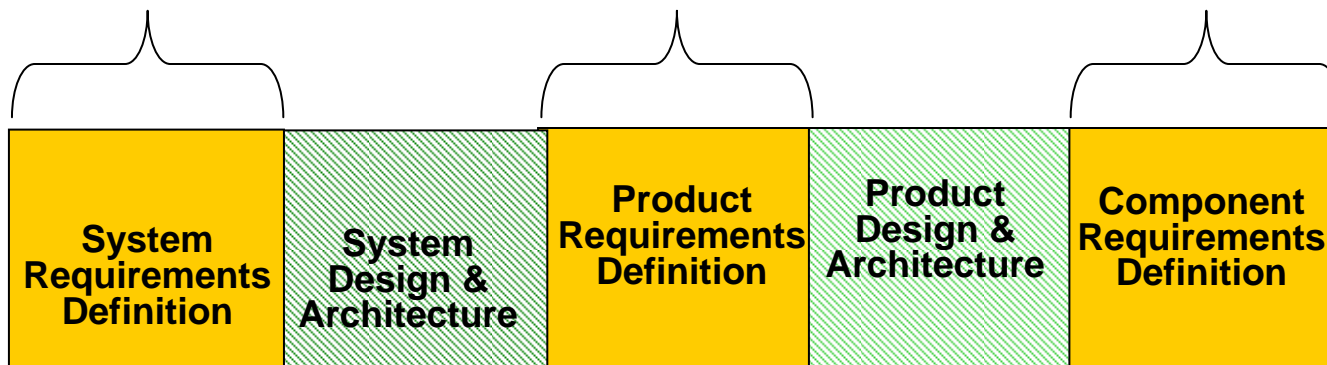 System
Requirements
Definition
System
Design &
Architecture
Product
Requirements
Definition
Product
Design &
Architecture
Component
Requirements
Definition